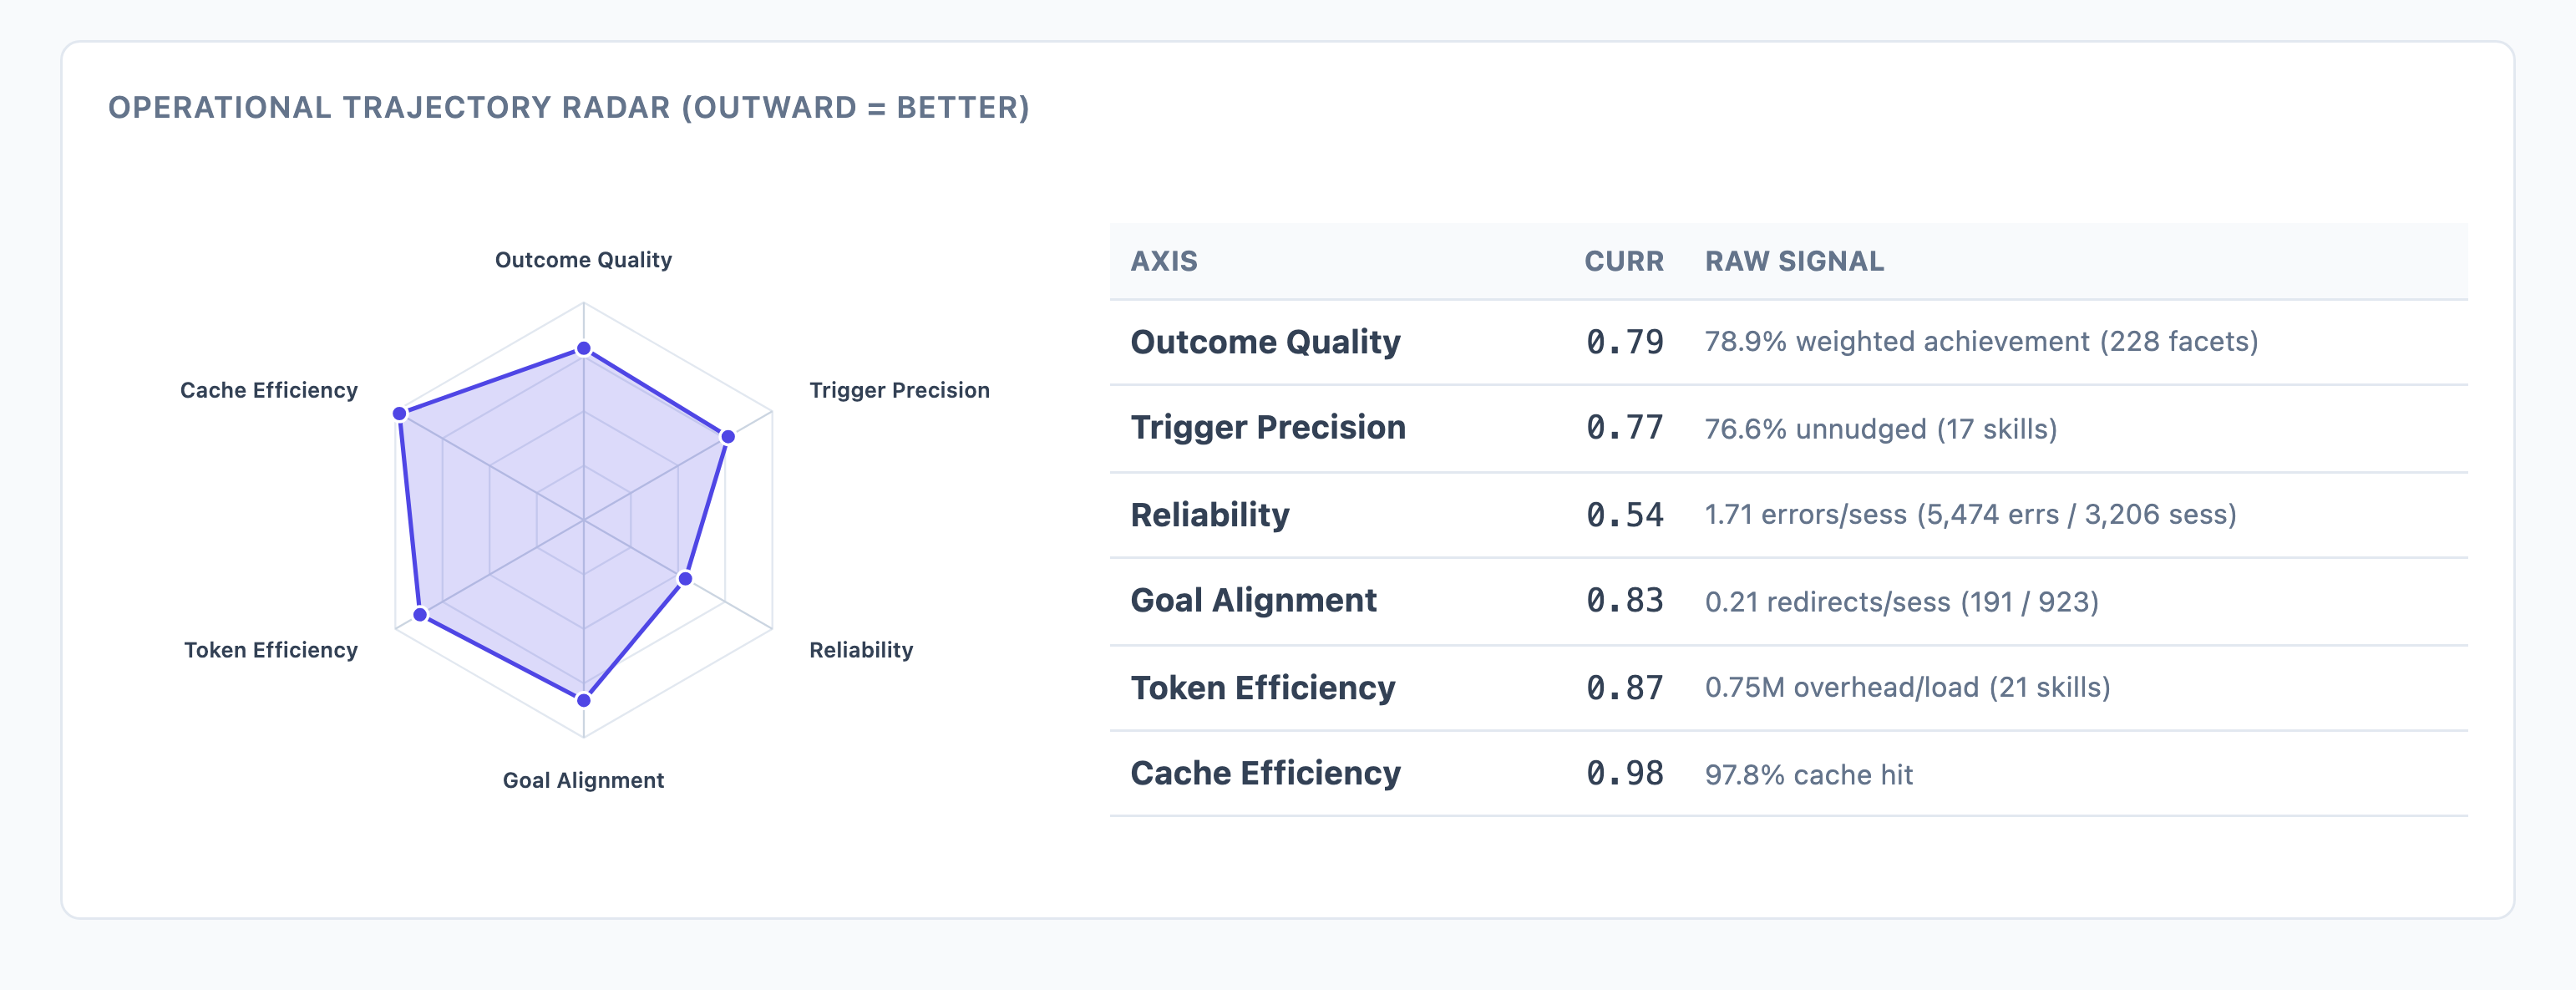 OPERATIONAL TRAJECTORY RADAR (OUTWARD = BETTER)
Outcome Quality
Trigger Precision
Reliability
Goal Alignment
Token Efficiency
Cache Efficiency
AXIS CURR RAW SIGNAL
Outcome Quality 0.79 78.9% weighted achievement (228 facets)
Trigger Precision 0.77 76.6% unnudged (17 skills)
Reliability 0.54 1.71 errors/sess (5,474 errs / 3,206 sess)
Goal Alignment 0.83 0.21 redirects/sess (191 / 923)
Token Efficiency 0.87 0.75M overhead/load (21 skills)
Cache Efficiency 0.98 97.8% cache hit